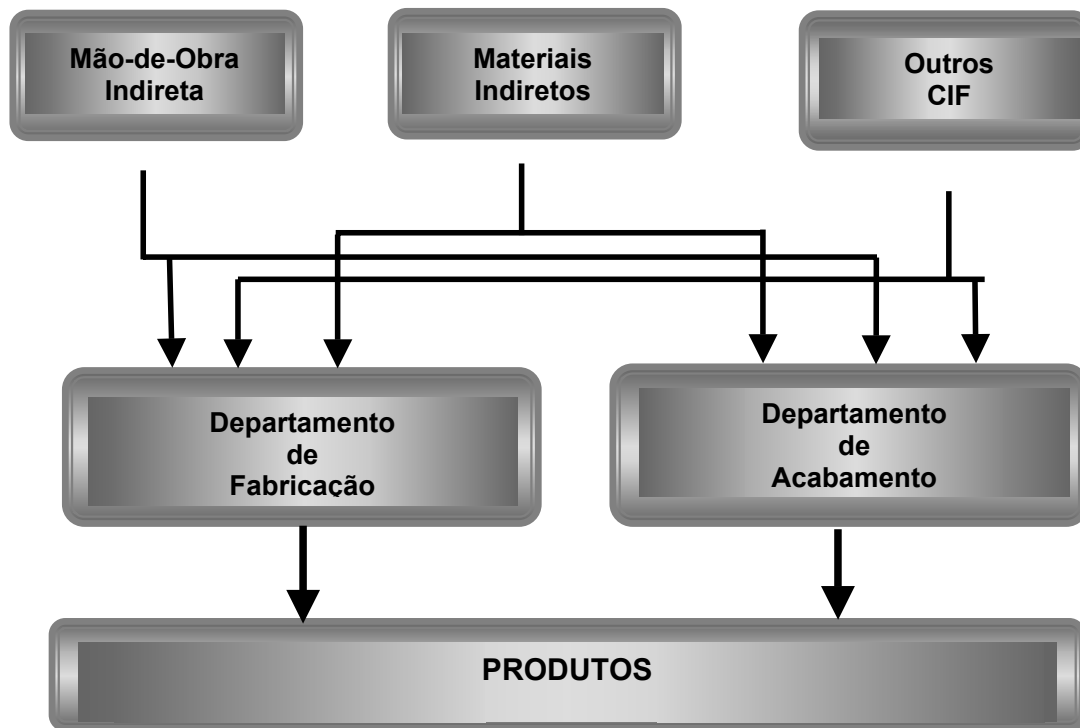 Mão-de-Obra
Indireta
Materiais
Indiretos
Outros
CIF
Departamento
de
Fabricação
Departamento
de
Acabamento
PRODUTOS